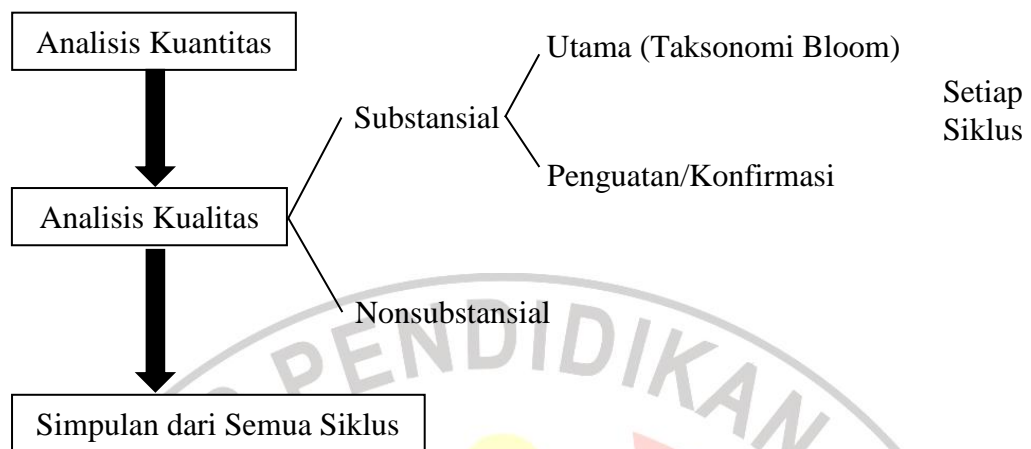 Analisis Kuantitas
Utama (Taksonomi Bloom)
Setiap
Siklus
Substansial
Penguatan/Konfirmasi
Analisis Kualitas
Nonsubstansial
PENDIDIKAN
Simpulan dari Semua Siklus